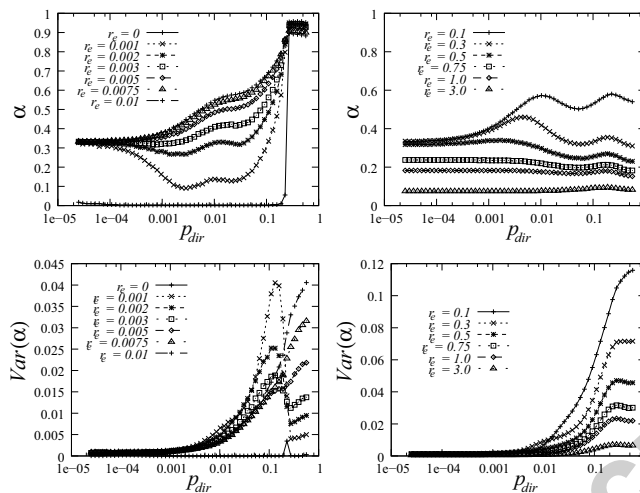 α
1
0.9
0.8
0.7
0.6
0.5
0.4
0.3
0.2
0.1
0
r_e = 0
r_e = 0.001
r_e = 0.002
r_e = 0.003
r_e = 0.005
r_e = 0.0075
r_e = 0.01
1e-05 1e-04 0.001 0.01 0.1 1
p_dir
α
1
0.8
0.6
0.4
0.2
0
r_e = 0.1
r_e = 0.3
r_e = 0.5
r_e = 0.75
r_e = 1.0
r_e = 3.0
1e-05 1e-04 0.001 0.01 0.1 1
p_dir
Var(α)
0.045
0.04
0.035
0.03
0.025
0.02
0.015
0.01
0.005
0
r_e = 0
r_e = 0.001
r_e = 0.002
r_e = 0.003
r_e = 0.005
r_e = 0.0075
r_e = 0.01
1e-05 1e-04 0.001 0.01 0.1 1
p_dir
Var(α)
0.12
0.1
0.08
0.06
0.04
0.02
0
r_e = 0.1
r_e = 0.3
r_e = 0.5
r_e = 0.75
r_e = 1.0
r_e = 3.0
1e-05 1e-04 0.001 0.01 0.1 1
p_dir